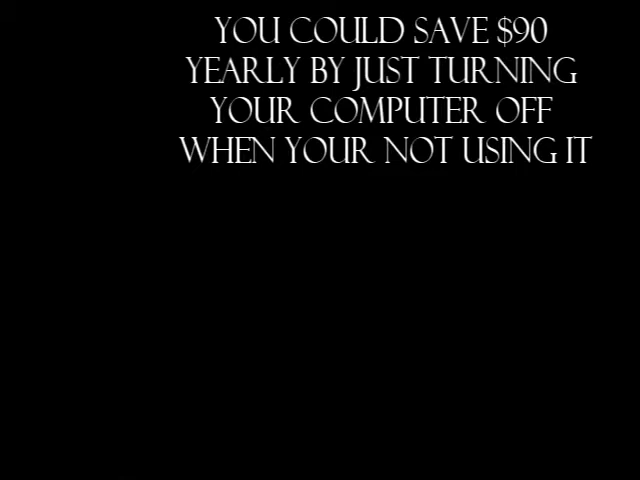 YOU COULD SAVE $90
YEARLY BY JUST TURNING
YOUR COMPUTER OFF
WHEN YOUR NOT USING IT